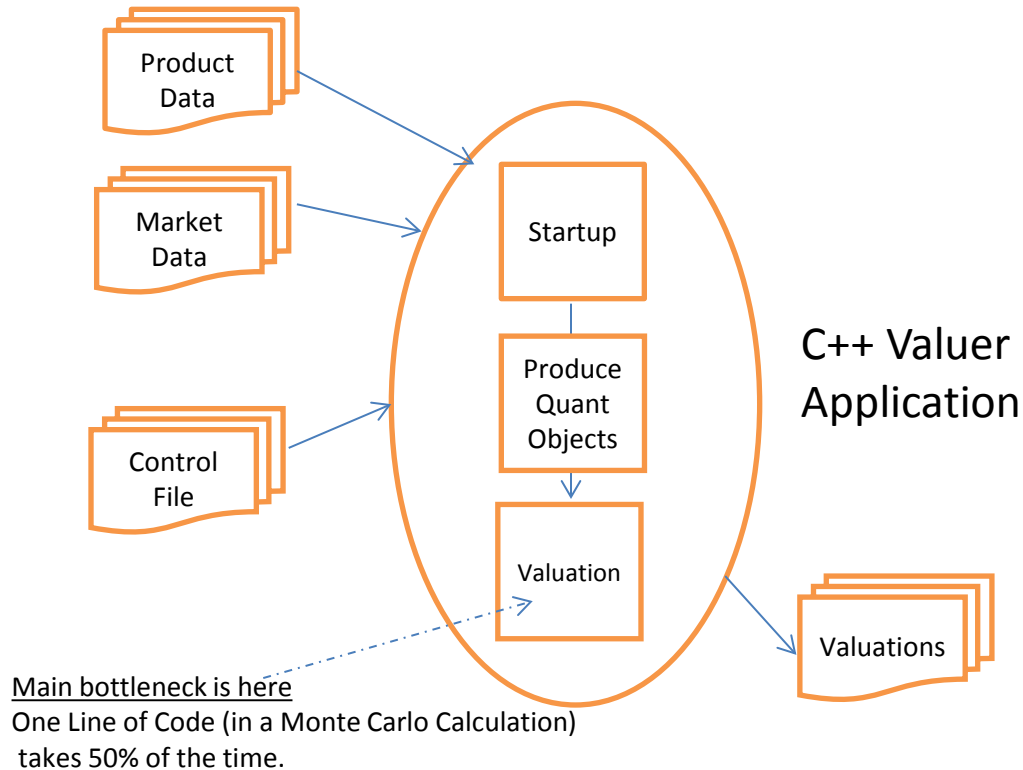 Product
Data
Market
Data
Control
File
Startup
Produce
Quant
Objects
Valuation
C++ Valuer
Application
Valuations
Main bottleneck is here
One Line of Code (in a Monte Carlo Calculation)
takes 50% of the time.